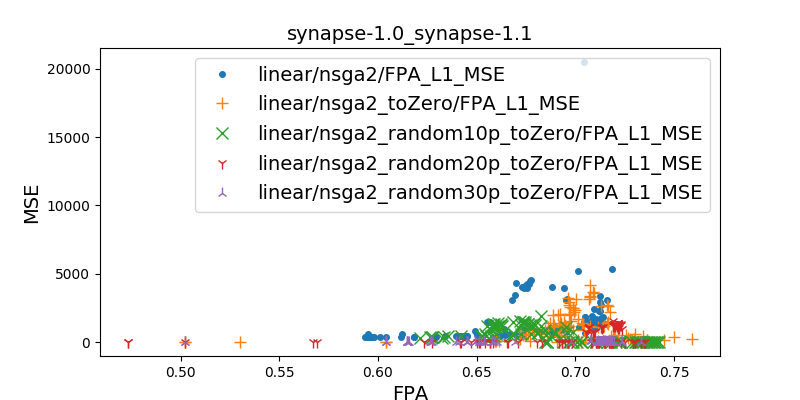 synapse-1.0_synapse-1.1
20000
15000
10000
5000
0
MSE
linear/nsga2/FPA_L1_MSE
linear/nsga2_toZero/FPA_L1_MSE
linear/nsga2_random10p_toZero/FPA_L1_MSE
linear/nsga2_random20p_toZero/FPA_L1_MSE
linear/nsga2_random30p_toZero/FPA_L1_MSE
0.50 0.55 0.60 0.65 0.70 0.75
FPA